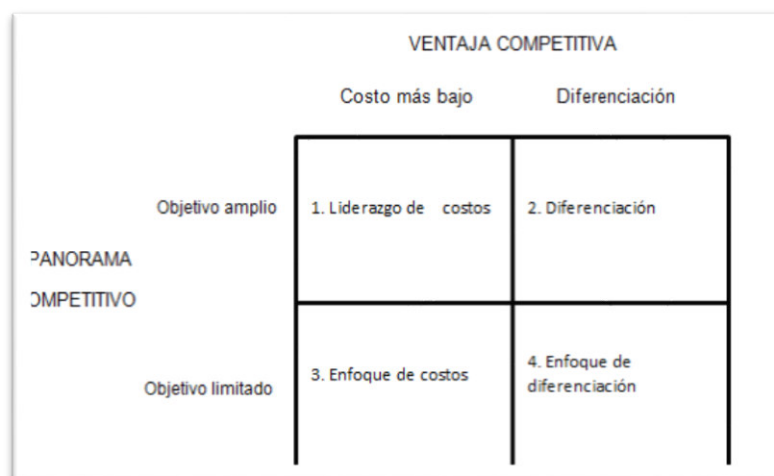 VENTAJA COMPETITIVA
Costo más bajo Diferenciación
Objetivo amplio 1. Liderazgo de costos 2. Diferenciación
PANORAMA
OMPETITIVO
Objetivo limitado 3. Enfoque de costos 4. Enfoque de
diferenciación